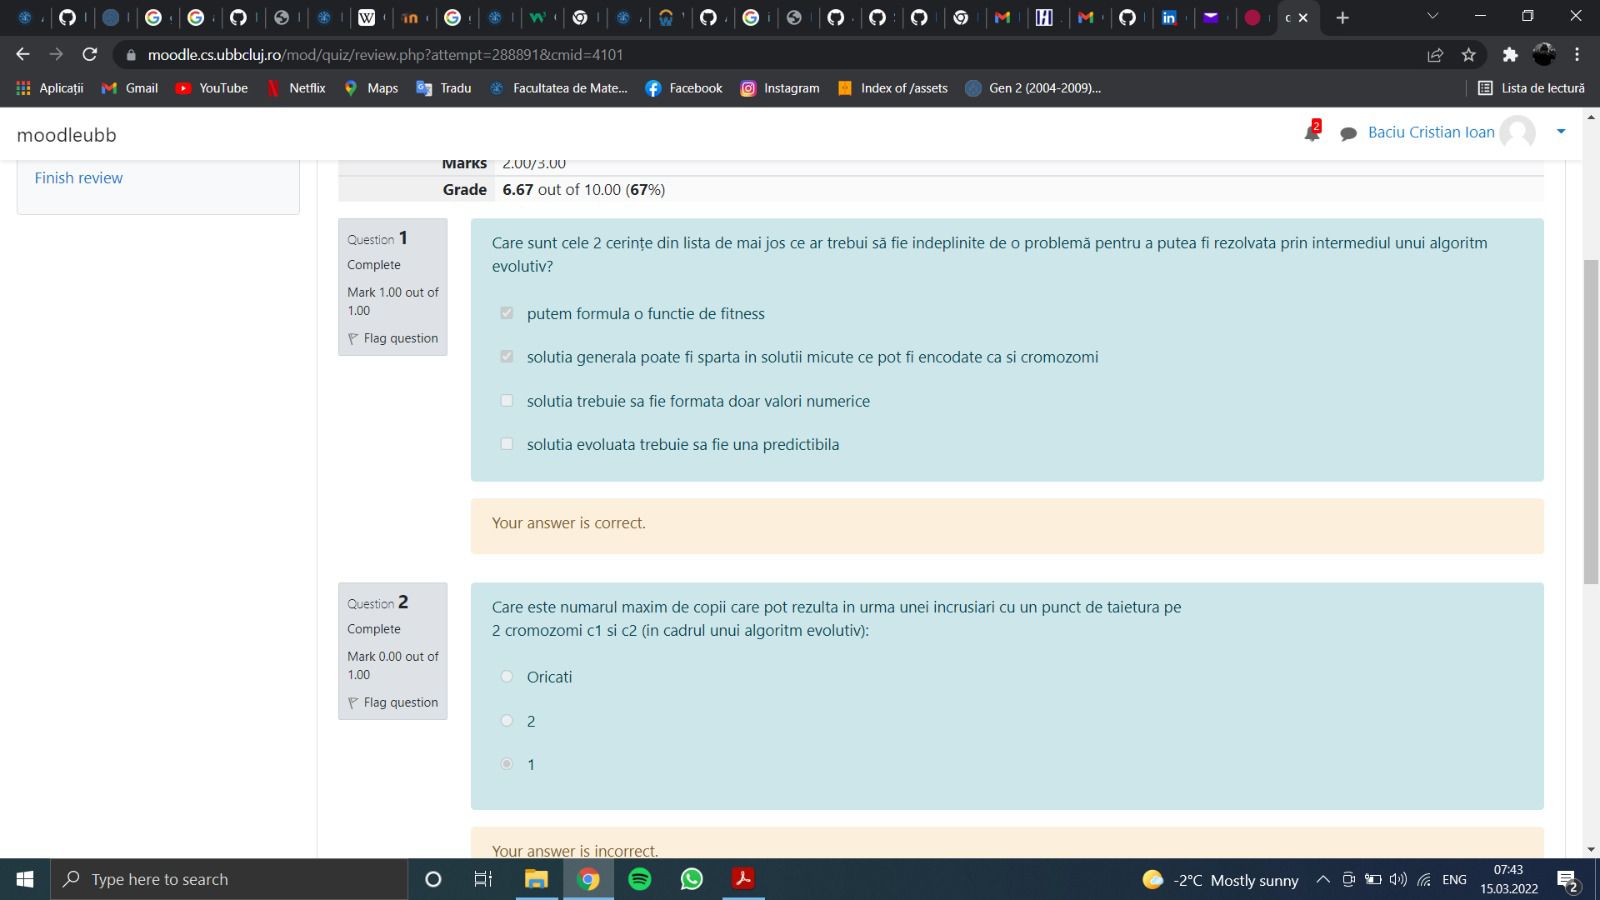 moodle.cs.ubbcluj.ro/mod/quiz/review.php?attempt=288891&cmid=4101
Aplicații Gmail YouTube Netflix Maps Tradu Facultatea de Mate... Facebook Instagram Index of /assets Gen 2 (2004-2009)... Lista de lectură
moodleubb 2 Baciu Cristian Ioan
Finish review
Marks 2.00/3.00
Grade 6.67 out of 10.00 (67%)
Question 1
Complete
Mark 1.00 out of
1.00
Flag question
Care sunt cele 2 cerințe din lista de mai jos ce ar trebui să fie indeplinite de o problemă pentru a putea fi rezolvata prin intermediul unui algoritm
evolutiv?
putem formula o functie de fitness
solutia generala poate fi sparta in solutii micute ce pot fi encodate ca si cromozomi
solutia trebuie sa fie formata doar valori numerice
solutia evoluata trebuie sa fie una predictibila
Your answer is correct.
Question 2
Complete
Mark 0.00 out of
1.00
Flag question
Care este numarul maxim de copii care pot rezulta in urma unei incrusiari cu un punct de taietura pe
2 cromozomi c1 si c2 (in cadrul unui algoritm evolutiv):
Oricati
2
1
Your answer is incorrect.
Type here to search
-2°C Mostly sunny
ENG
07:43
15.03.2022
2